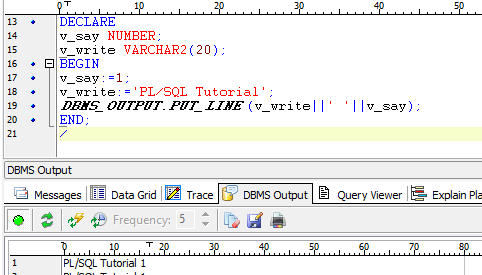 0 10 20 30 40 50
13 DECLARE
14 v_say NUMBER;
15 v_write VARCHAR2(20);
16 BEGIN
17 v_say:=1;
18 v_write:='PL/SQL Tutorial';
19 DBMS_OUTPUT.PUT_LINE(v_write||' '||v_say);
20 END;
21 /
DBMS Output
Messages Data Grid Trace DBMS Output Query Viewer Explain Pla
Frequency: 5
0 10 20 30 40 50 60 70 80
1 PL/SQL Tutorial 1
2 PL/SQL Tutorial 1